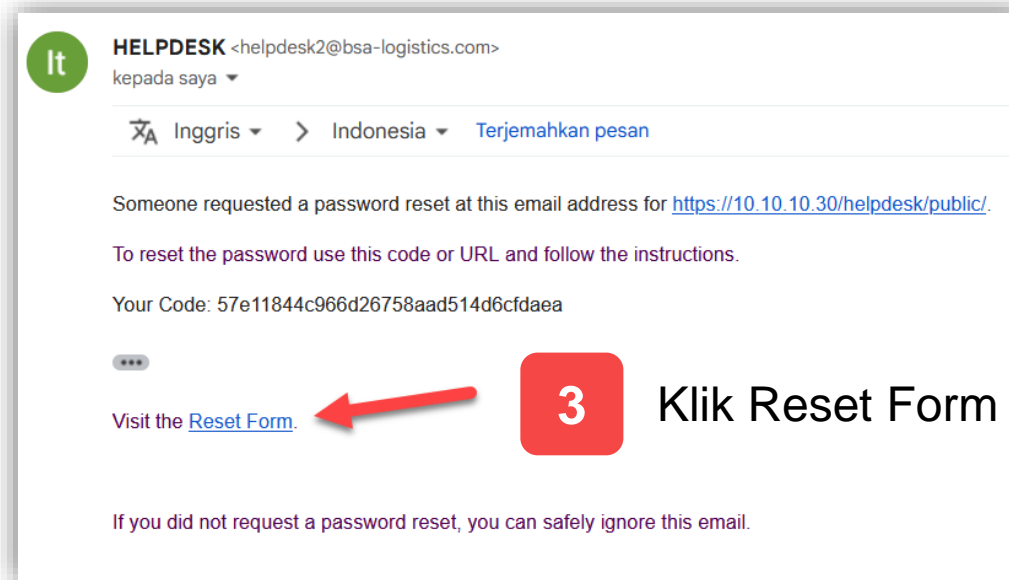 It
HELPDESK <helpdesk2@bsa-logistics.com>
kepada saya
Inggris > Indonesia Terjemahkan pesan
Someone requested a password reset at this email address for https://10.10.10.30/helpdesk/public/.
To reset the password use this code or URL and follow the instructions.
Your Code: 57e11844c966d26758aad514d6cfdaea
Visit the Reset Form.
3 Klik Reset Form
If you did not request a password reset, you can safely ignore this email.